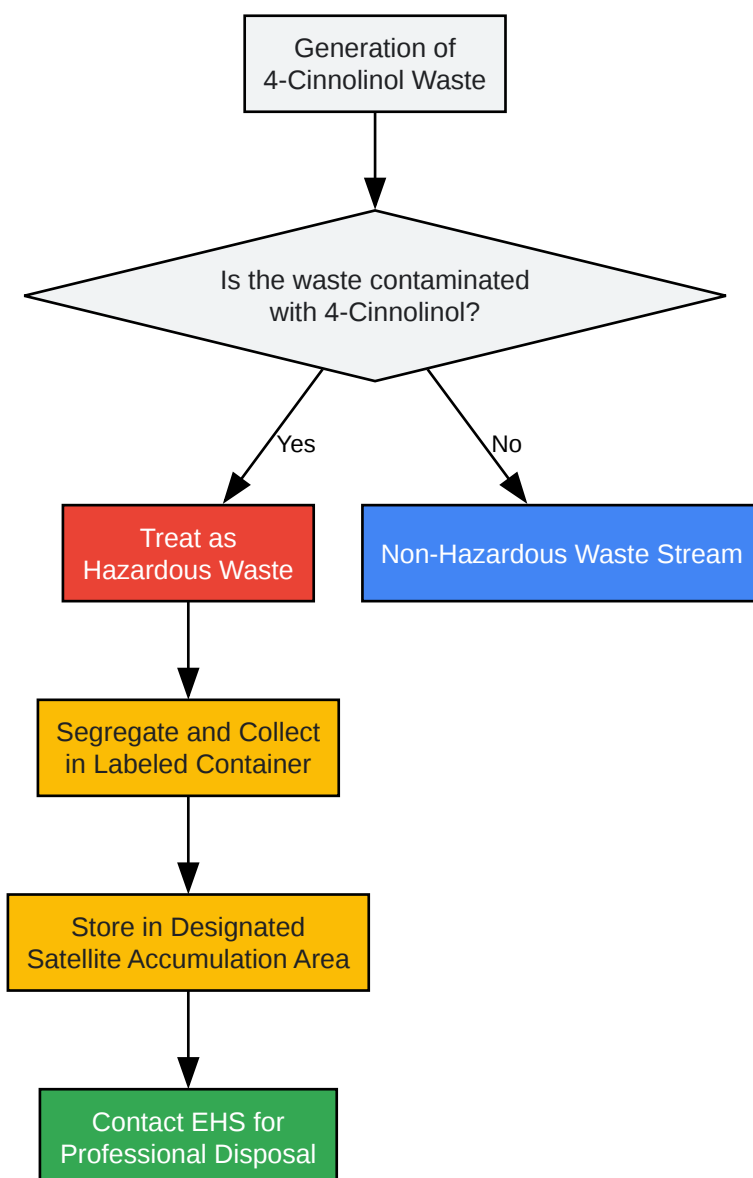 Generation of
4-Cinnolinol Waste
Is the waste contaminated
with 4-Cinnolinol?
Yes
No
Treat as
Hazardous Waste
Non-Hazardous Waste Stream
Segregate and Collect
in Labeled Container
Store in Designated
Satellite Accumulation Area
Contact EHS for
Professional Disposal